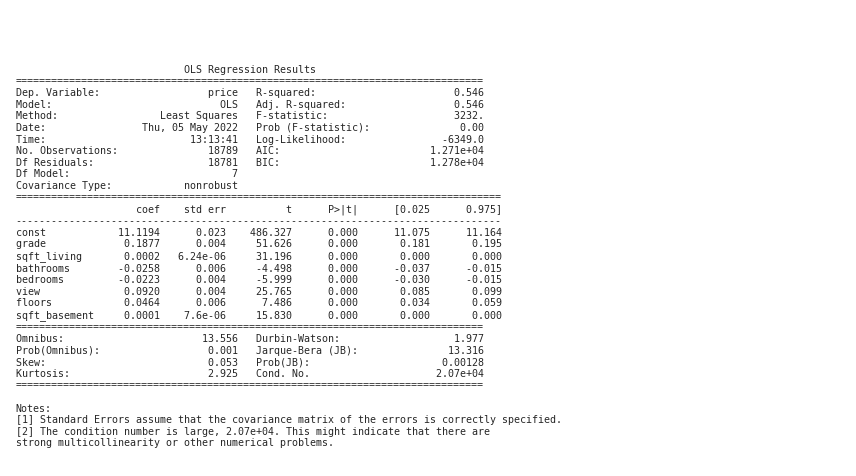 OLS Regression Results
==============================================================================
Dep. Variable:                  price   R-squared:                       0.546
Model:                            OLS   Adj. R-squared:                  0.546
Method:                 Least Squares   F-statistic:                     3232.
Date:                Thu, 05 May 2022   Prob (F-statistic):               0.00
Time:                        13:13:41   Log-Likelihood:                -6349.0
No. Observations:               18789   AIC:                         1.271e+04
Df Residuals:                   18781   BIC:                         1.278e+04
Df Model:                           7
Covariance Type:            nonrobust
=================================================================================
                    coef    std err          t      P>|t|      [0.025      0.975]
---------------------------------------------------------------------------------
const            11.1194      0.023    486.327      0.000      11.075      11.164
grade             0.1877      0.004     51.626      0.000       0.181       0.195
sqft_living       0.0002   6.24e-06     31.196      0.000       0.000       0.000
bathrooms        -0.0258      0.006     -4.498      0.000      -0.037      -0.015
bedrooms         -0.0223      0.004     -5.999      0.000      -0.030      -0.015
view              0.0920      0.004     25.765      0.000       0.085       0.099
floors            0.0464      0.006      7.486      0.000       0.034       0.059
sqft_basement     0.0001    7.6e-06     15.830      0.000       0.000       0.000
==============================================================================
Omnibus:                       13.556   Durbin-Watson:                   1.977
Prob(Omnibus):                  0.001   Jarque-Bera (JB):               13.316
Skew:                           0.053   Prob(JB):                      0.00128
Kurtosis:                       2.925   Cond. No.                     2.07e+04
==============================================================================
Notes:
[1] Standard Errors assume that the covariance matrix of the errors is correctly specified.
[2] The condition number is large, 2.07e+04. This might indicate that there are
strong multicollinearity or other numerical problems.